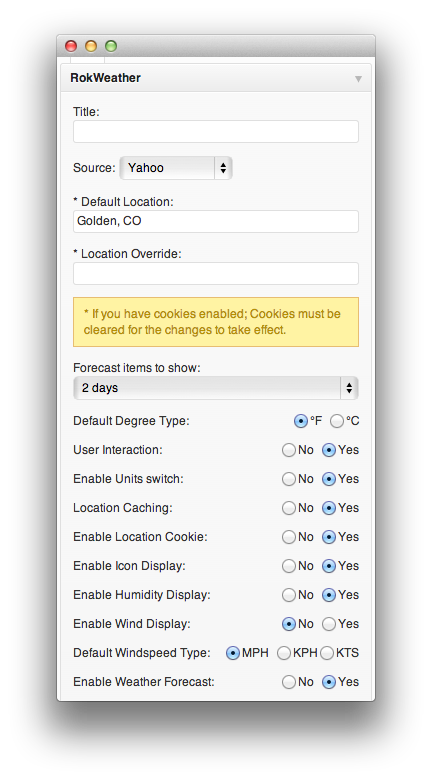 RokWeather
Title:
Source: Yahoo
* Default Location:
Golden, CO
* Location Override:
* If you have cookies enabled; Cookies must be
cleared for the changes to take effect.
Forecast items to show:
2 days
Default Degree Type: °F °C
User Interaction: No Yes
Enable Units switch: No Yes
Location Caching: No Yes
Enable Location Cookie: No Yes
Enable Icon Display: No Yes
Enable Humidity Display: No Yes
Enable Wind Display: No Yes
Default Windspeed Type: MPH KPH KTS
Enable Weather Forecast: No Yes